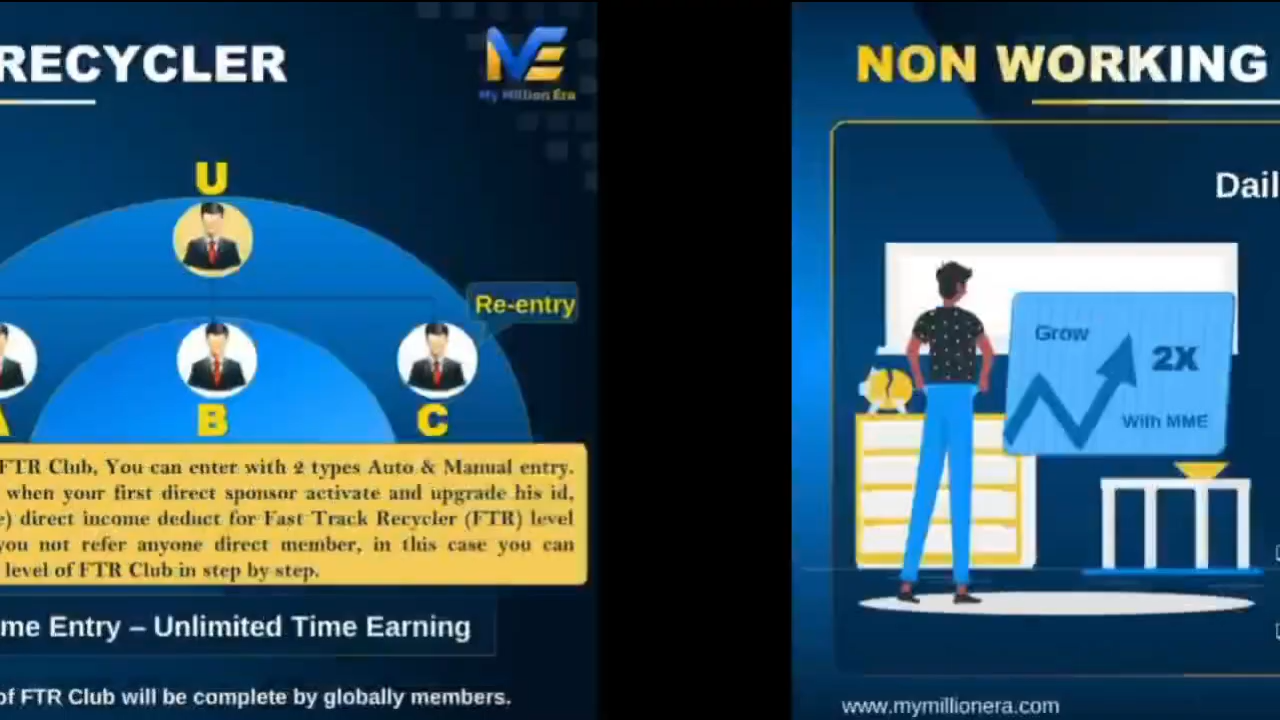 RECYCLER
ME
My Million Era
U
Re-entry
A
B
C
FTR Club, You can enter with 2 types Auto & Manual entry.
when your first direct sponsor activate and upgrade his id,
e) direct income deduct for Fast Track Recycler (FTR) level
you not refer anyone direct member, in this case you can
level of FTR Club in step by step.
me Entry – Unlimited Time Earning
of FTR Club will be complete by globally members.
NON WORKING
Dail
Grow
2X
With MME
www.mymillionera.com